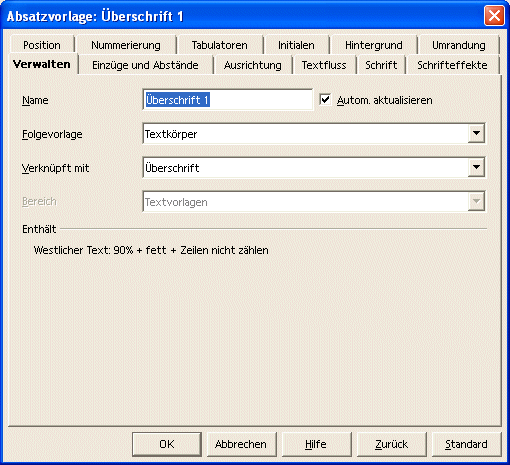 Absatzvorlage: Überschrift 1
Position Nummerierung Tabulatoren Initialen Hintergrund Umrandung
Verwalten Einzüge und Abstände Ausrichtung Textfluss Schrift Schrifteffekte
Name Überschrift 1 Autom. aktualisieren
Folgevorlage Textkörper
Verknüpft mit Überschrift
Bereich Textvorlagen
Enthält
Westlicher Text: 90% + fett + Zeilen nicht zählen
OK Abbrechen Hilfe Zurück Standard